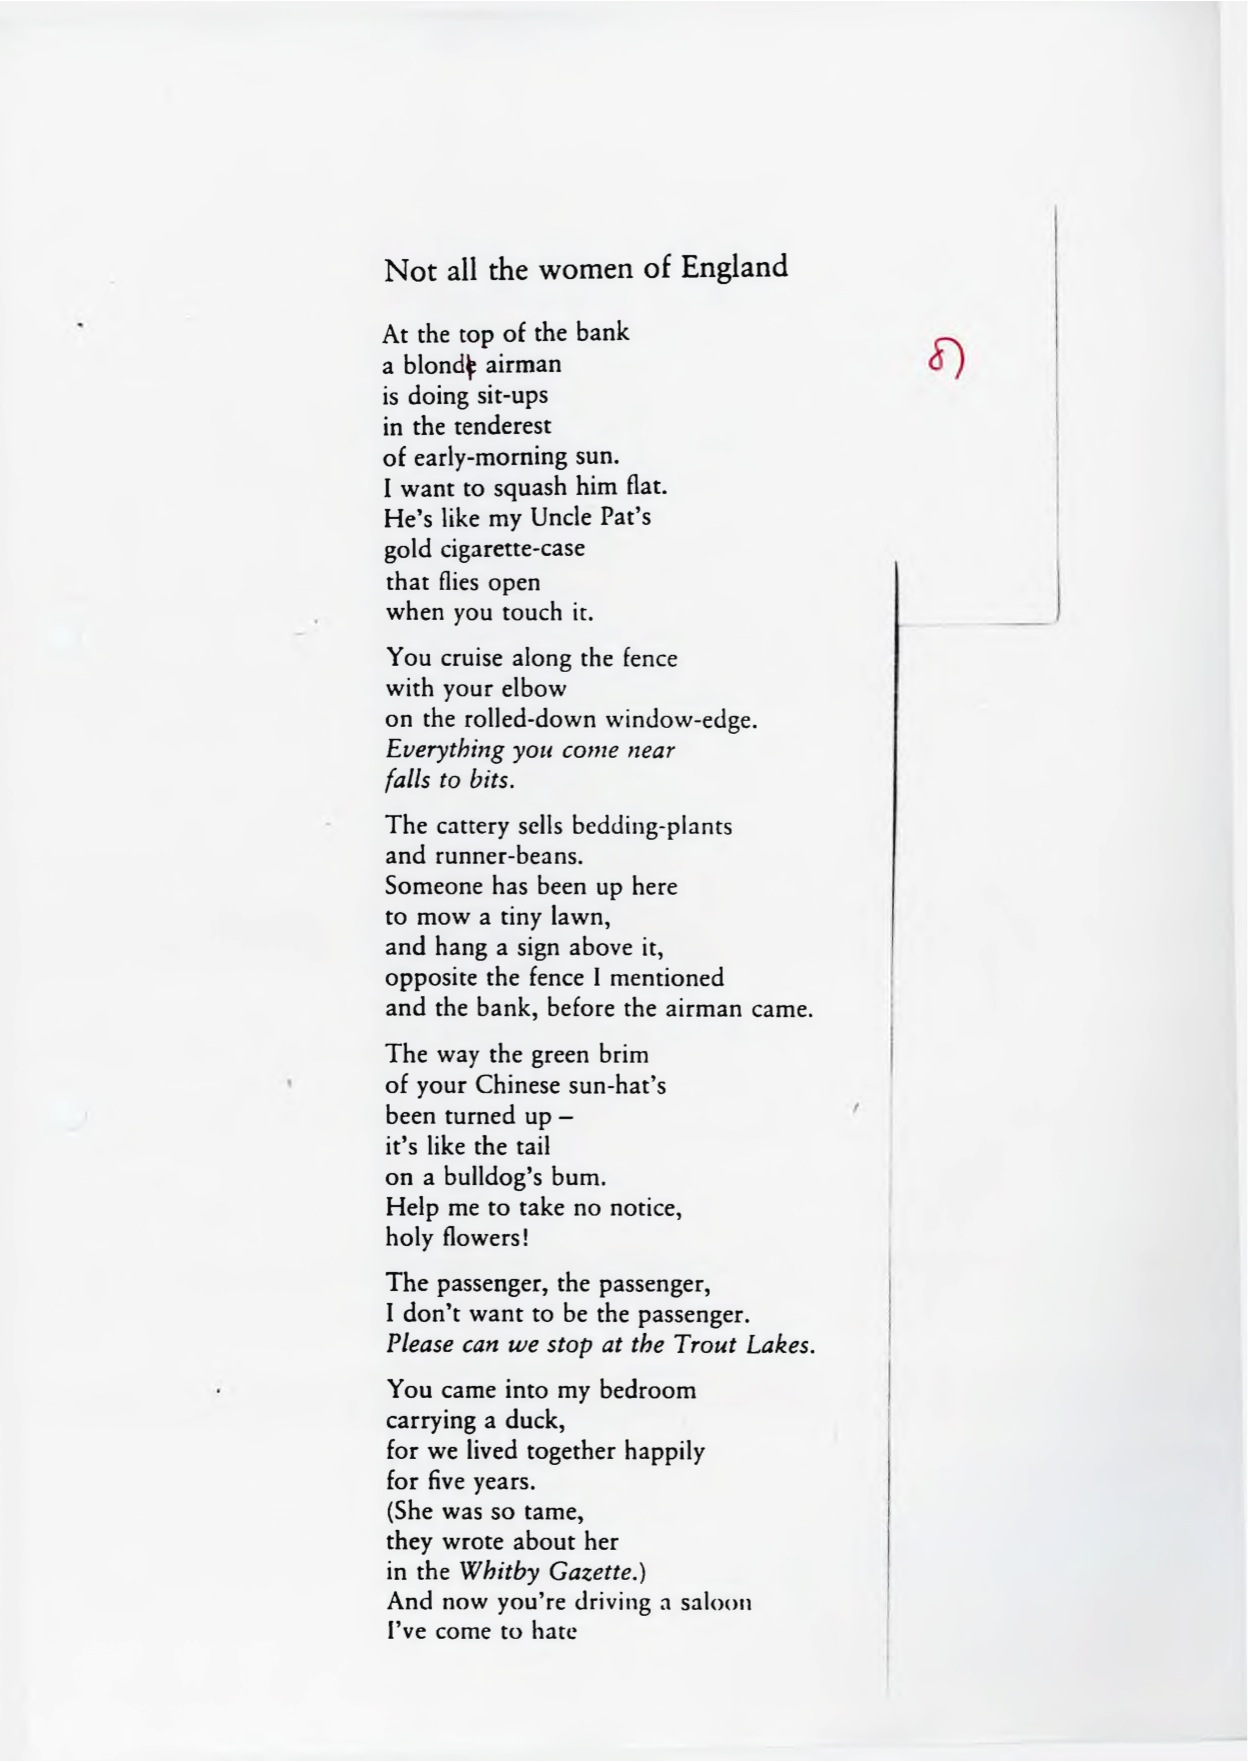 Not all the women of England
At the top of the bank
a blonde airman
is doing sit-ups
in the tenderest
of early-morning sun.
I want to squash him flat.
He's like my Uncle Pat's
gold cigarette-case
that flies open
when you touch it.
You cruise along the fence
with your elbow
on the rolled-down window-edge.
Everything you come near
falls to bits.
The cattery sells bedding-plants
and runner-beans.
Someone has been up here
to mow a tiny lawn,
and hang a sign above it,
opposite the fence I mentioned
and the bank, before the airman came.
The way the green brim
of your Chinese sun-hat's
been turned up –
it's like the tail
on a bulldog's bum.
Help me to take no notice,
holy flowers!
The passenger, the passenger,
I don't want to be the passenger.
Please can we stop at the Trout Lakes.
You came into my bedroom
carrying a duck,
for we lived together happily
for five years.
(She was so tame,
they wrote about her
in the Whitby Gazette.)
And now you're driving a saloon
I've come to hate